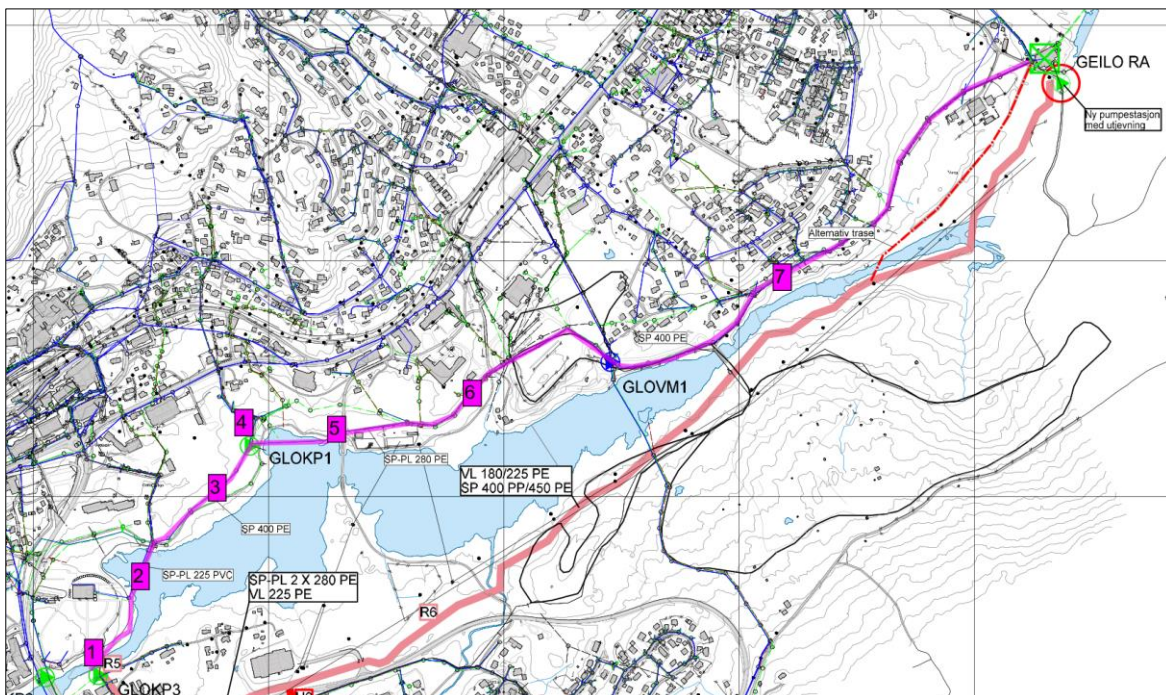 GEILO RA
Ny pumpestasjon
med utjevning
Alternativ trase
7
SP 400 PE
GLOVM1
6
4
5
GLOKP1
SP-PL 280 PE
VL 180/225 PE
SP 400 PP/450 PE
3
SP 400 PE
2
SP-PL 225 PVC
SP-PL 2 X 280 PE
VL 225 PE
R6
1
R5
GLOKP3